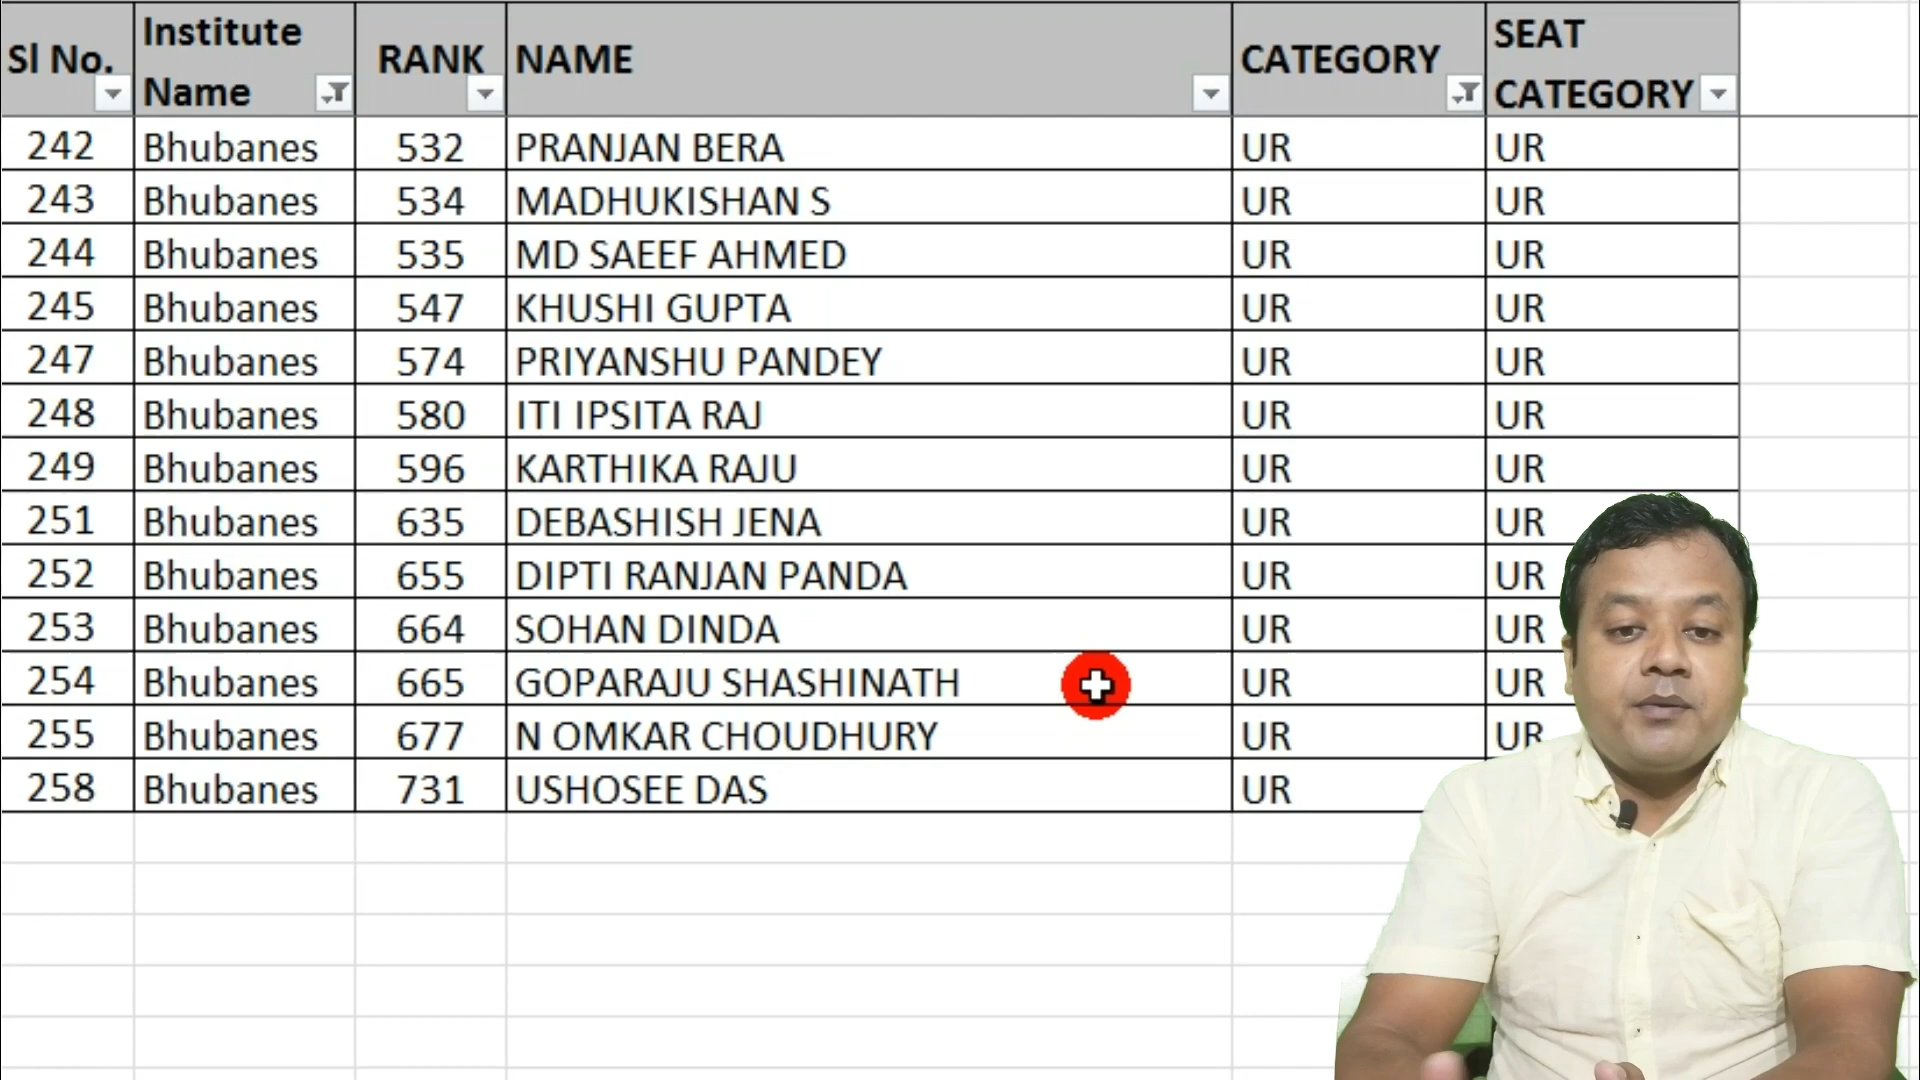 Sl No. Institute Name RANK NAME CATEGORY SEAT CATEGORY
242 Bhubanes 532 PRANJAN BERA UR UR
243 Bhubanes 534 MADHUKISHAN S UR UR
244 Bhubanes 535 MD SAEEF AHMED UR UR
245 Bhubanes 547 KHUSHI GUPTA UR UR
247 Bhubanes 574 PRIYANSHU PANDEY UR UR
248 Bhubanes 580 ITI IPSITA RAJ UR UR
249 Bhubanes 596 KARTHIKA RAJU UR UR
251 Bhubanes 635 DEBASHISH JENA UR UR
252 Bhubanes 655 DIPTI RANJAN PANDA UR UR
253 Bhubanes 664 SOHAN DINDA UR UR
254 Bhubanes 665 GOPARAJU SHASHINATH UR UR
255 Bhubanes 677 N OMKAR CHOUDHURY UR UR
258 Bhubanes 731 USHOSEE DAS UR